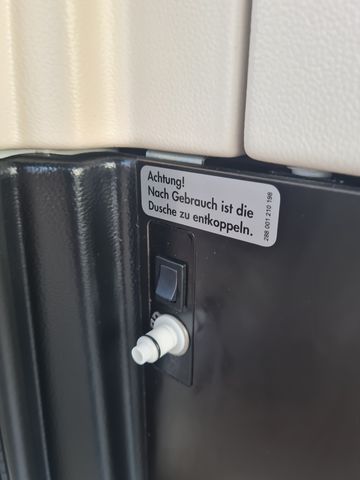 Achtung!
Nach Gebrauch ist die
Dusche zu entkoppeln.
288 001 210 198